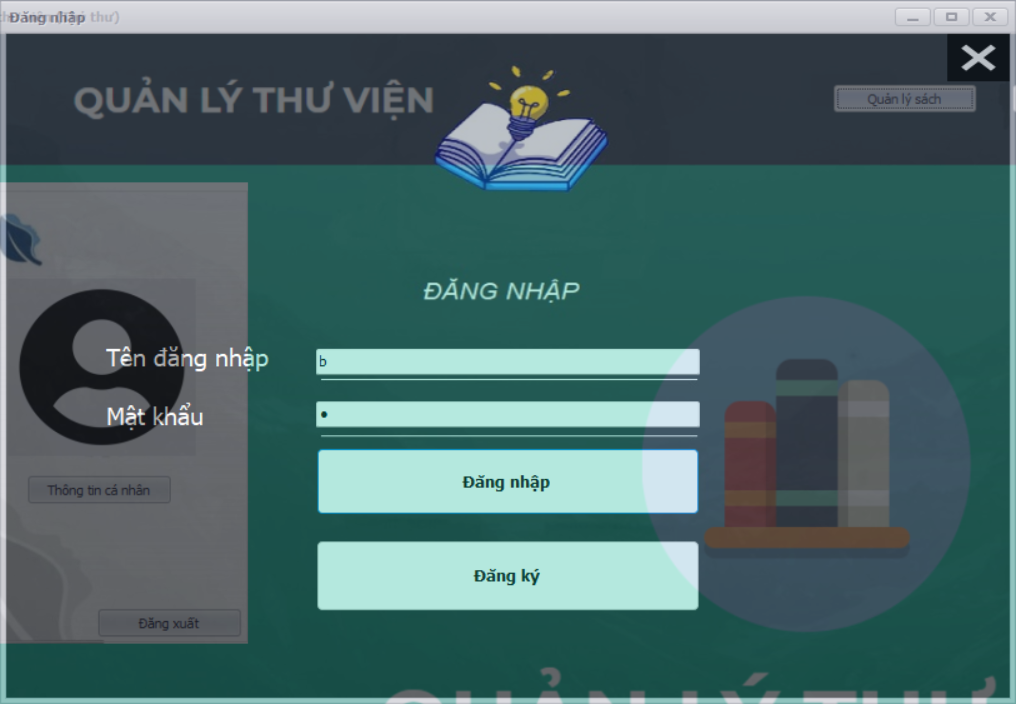 Đăng nhập
QUẢN LÝ THƯ VIỆN
Quản lý sách
ĐĂNG NHẬP
Tên đăng nhập
b
Mật khẩu
•
Thông tin cá nhân
Đăng nhập
Đăng ký
Đăng xuất
QUẢN LÝ THƯ